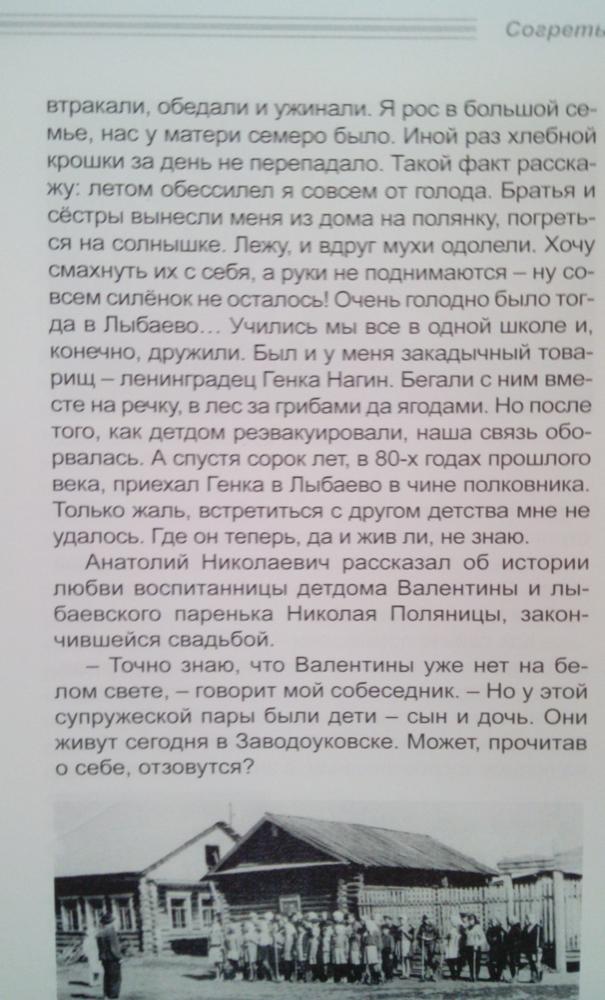 Согреть
втракали, обедали и ужинали. Я рос в большой се-
мье, нас у матери семеро было. Иной раз хлебной
крошки за день не перепадало. Такой факт расска-
жу: летом обессилел я совсем от голода. Братья и
сёстры вынесли меня из дома на полянку, погреть-
ся на солнышке. Лежу, и вдруг мухи одолели. Хочу
смахнуть их с себя, а руки не поднимаются – ну со-
всем силёнок не осталось! Очень голодно было тог-
да в Лыбаево... Учились мы все в одной школе и,
конечно, дружили. Был и у меня закадычный това-
рищ – ленинградец Генка Нагин. Бегали с ним вме-
сте на речку, в лес за грибами да ягодами. Но после
того, как детдом реэвакуировали, наша связь обо-
рвалась. А спустя сорок лет, в 80-х годах прошлого
века, приехал Генка в Лыбаево в чине полковника.
Только жаль, встретиться с другом детства мне не
удалось. Где он теперь, да и жив ли, не знаю.
Анатолий Николаевич рассказал об истории
любви воспитанницы детдома Валентины и лы-
баевского паренька Николая Поляницы, закон-
чившейся свадьбой.
– Точно знаю, что Валентины уже нет на бе-
лом свете, – говорит мой собеседник. – Но у этой
супружеской пары были дети – сын и дочь. Они
живут сегодня в Заводоуковске. Может, прочитав
о себе, отзовутся?